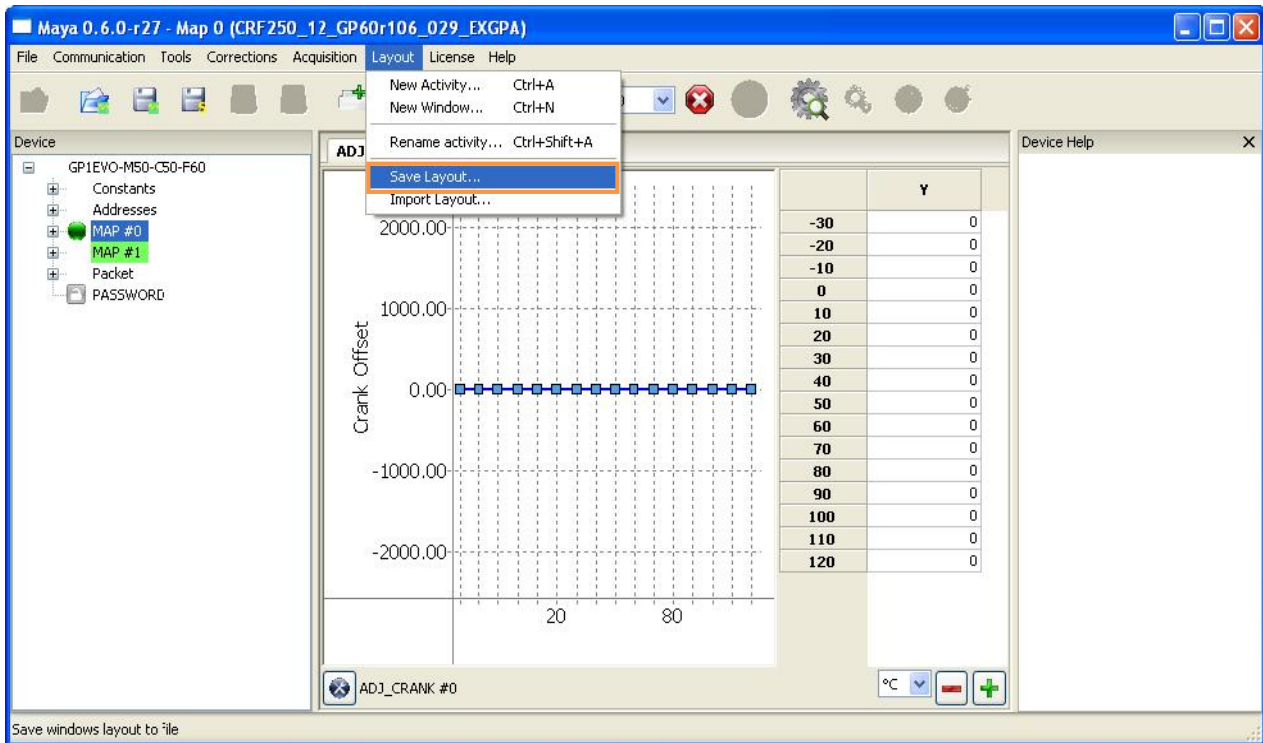 Maya 0.6.0-r27 - Map 0 (CRF250_12_GP60r106_029_EXGPA)
File Communication Tools Corrections Acquisition Layout License Help
New Activity... Ctrl+A
New Window... Ctrl+N
Rename activity... Ctrl+Shift+A
Save Layout...
Import Layout...
Device
GP1EVO-M50-C50-F60
Constants
Addresses
MAP #0
MAP #1
Packet
PASSWORD
ADJ
2000.00
1000.00
0.00
-1000.00
-2000.00
Crank Offset
20 80
Y
-30 0
-20 0
-10 0
0 0
10 0
20 0
30 0
40 0
50 0
60 0
70 0
80 0
90 0
100 0
110 0
120 0
ADJ_CRANK #0
°C
Device Help
Save windows layout to file